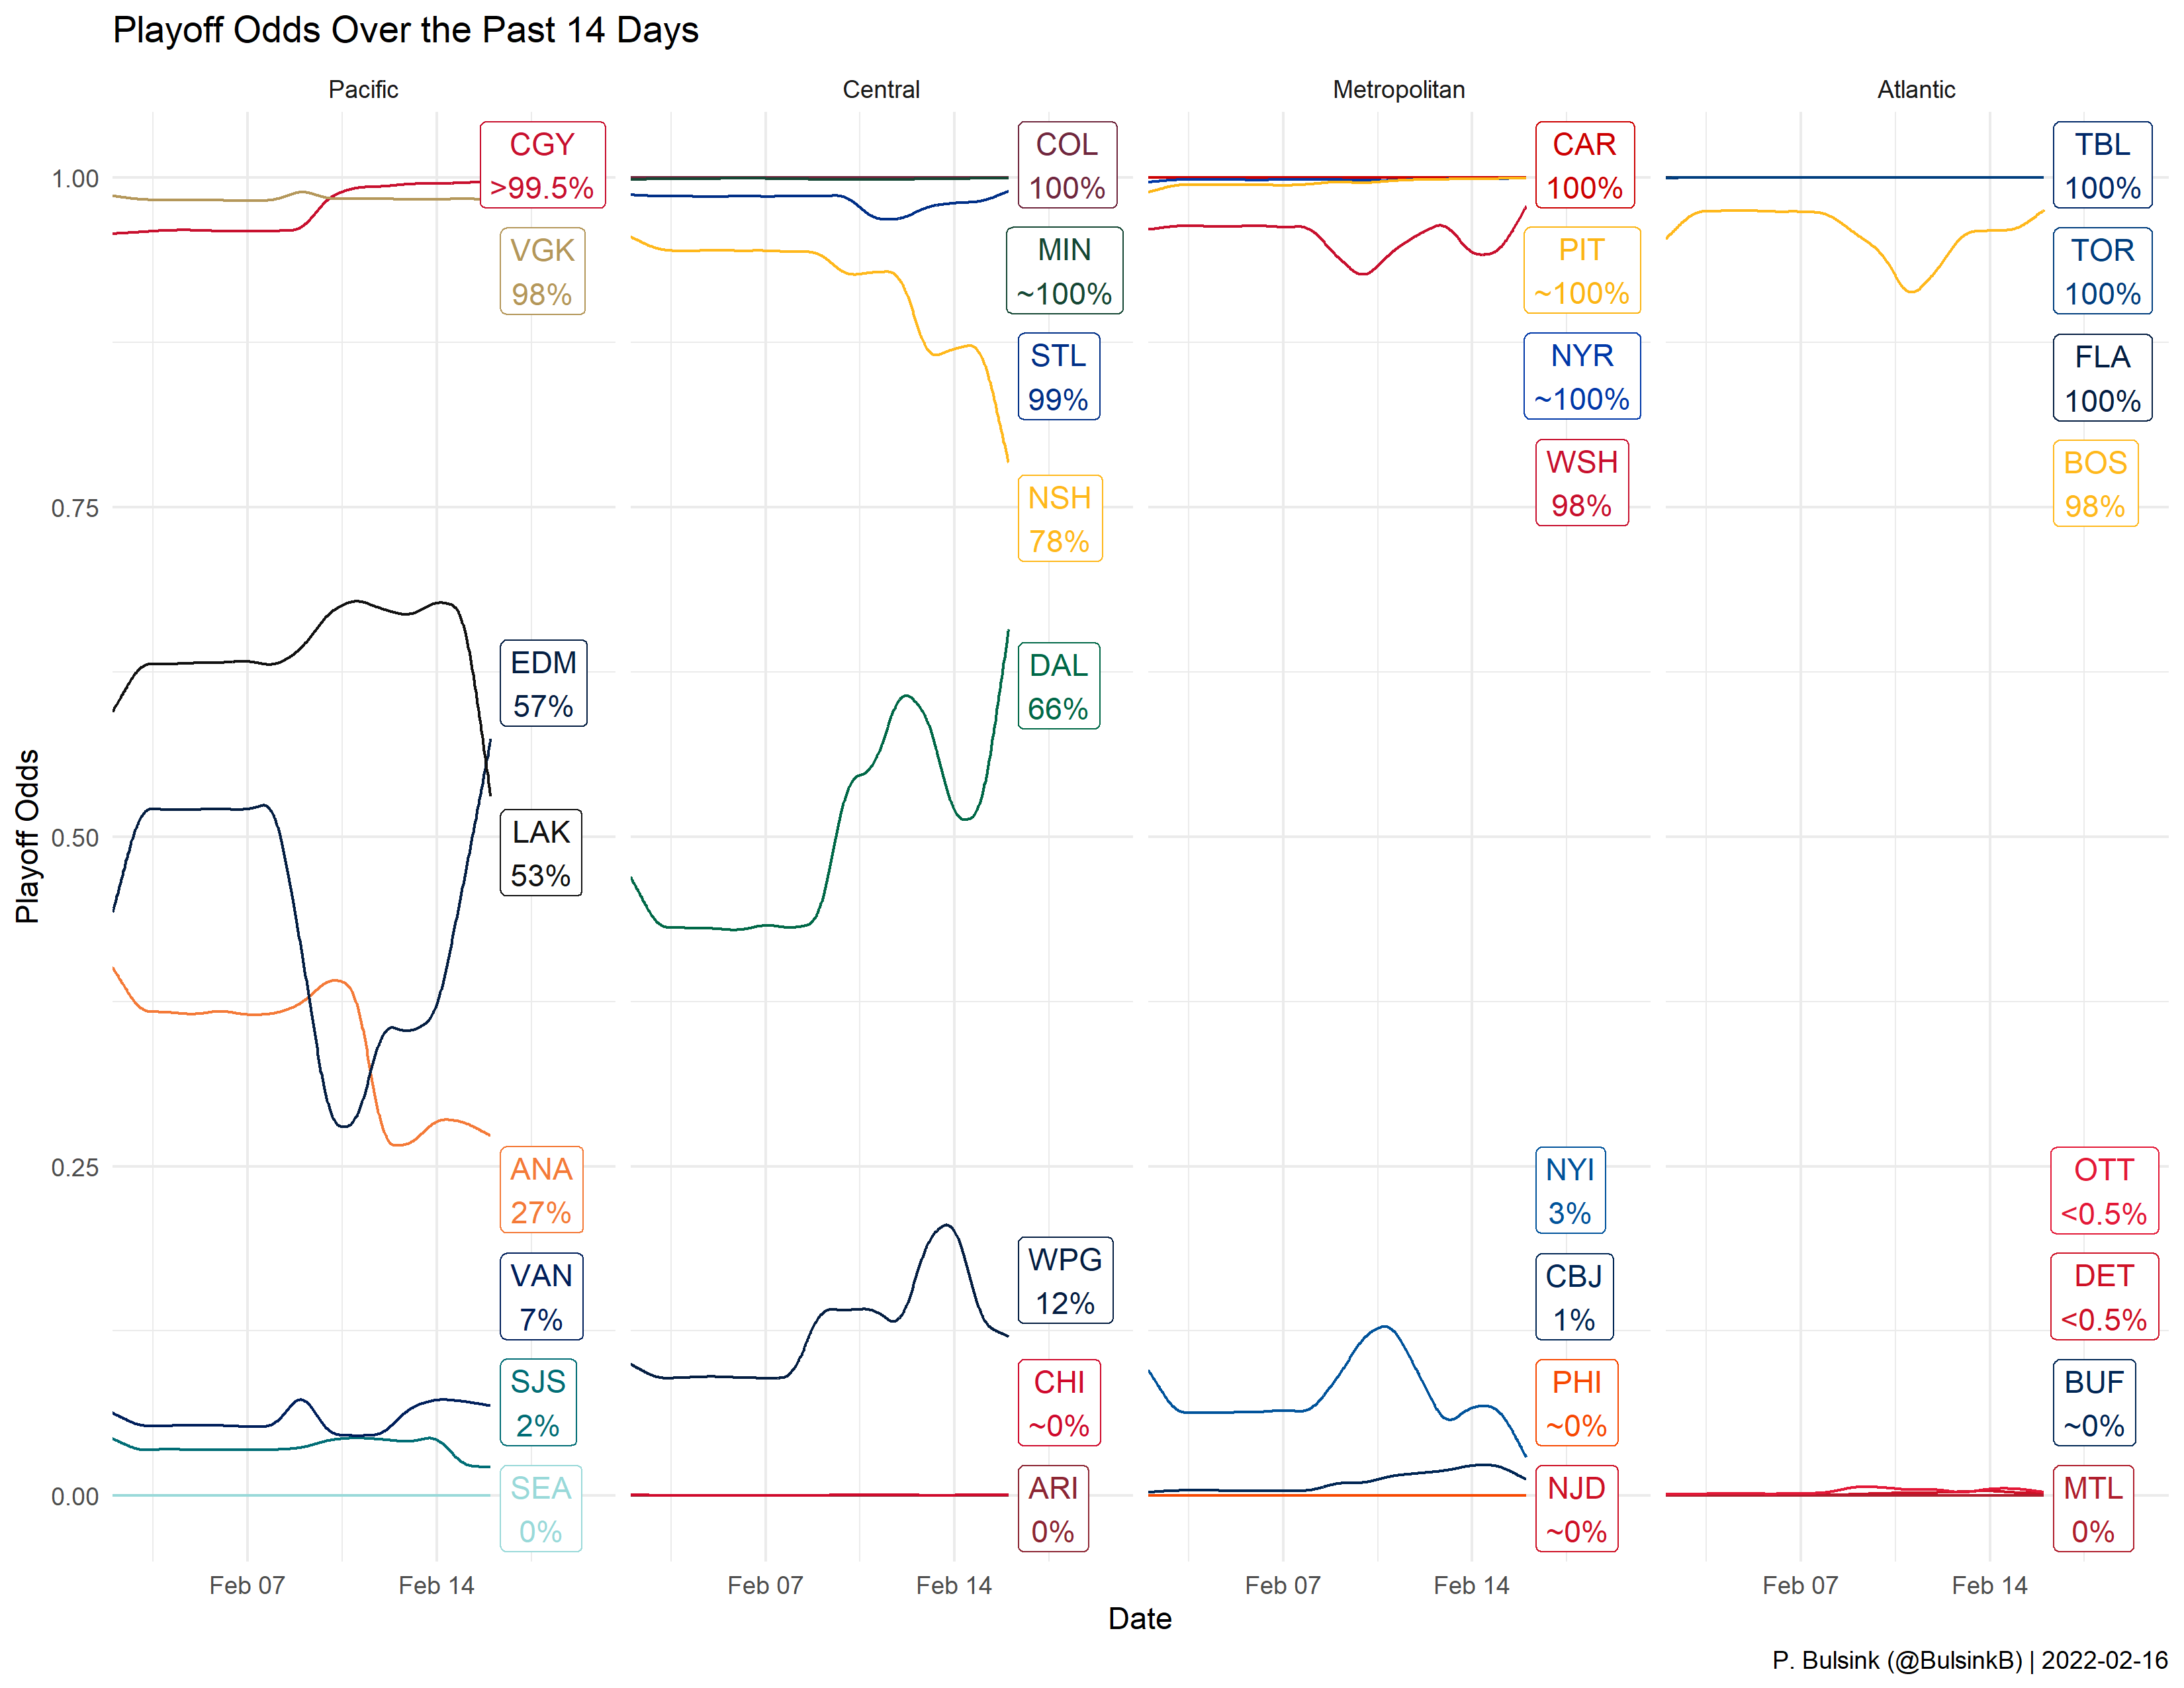 Playoff Odds Over the Past 14 Days
Pacific
Central
Metropolitan
Atlantic
Playoff Odds
1.00
0.75
0.50
0.25
0.00
CGY
>99.5%
VGK
98%
EDM
57%
LAK
53%
ANA
27%
VAN
7%
SJS
2%
SEA
0%
COL
100%
MIN
~100%
STL
99%
NSH
78%
DAL
66%
WPG
12%
CHI
~0%
ARI
0%
CAR
100%
PIT
~100%
NYR
~100%
WSH
98%
NYI
3%
CBJ
1%
PHI
~0%
NJD
~0%
TBL
100%
TOR
100%
FLA
100%
BOS
98%
OTT
<0.5%
DET
<0.5%
BUF
~0%
MTL
0%
Feb 07
Feb 14
Feb 07
Feb 14
Feb 07
Feb 14
Feb 07
Feb 14
Date
P. Bulsink (@BulsinkB) | 2022-02-16